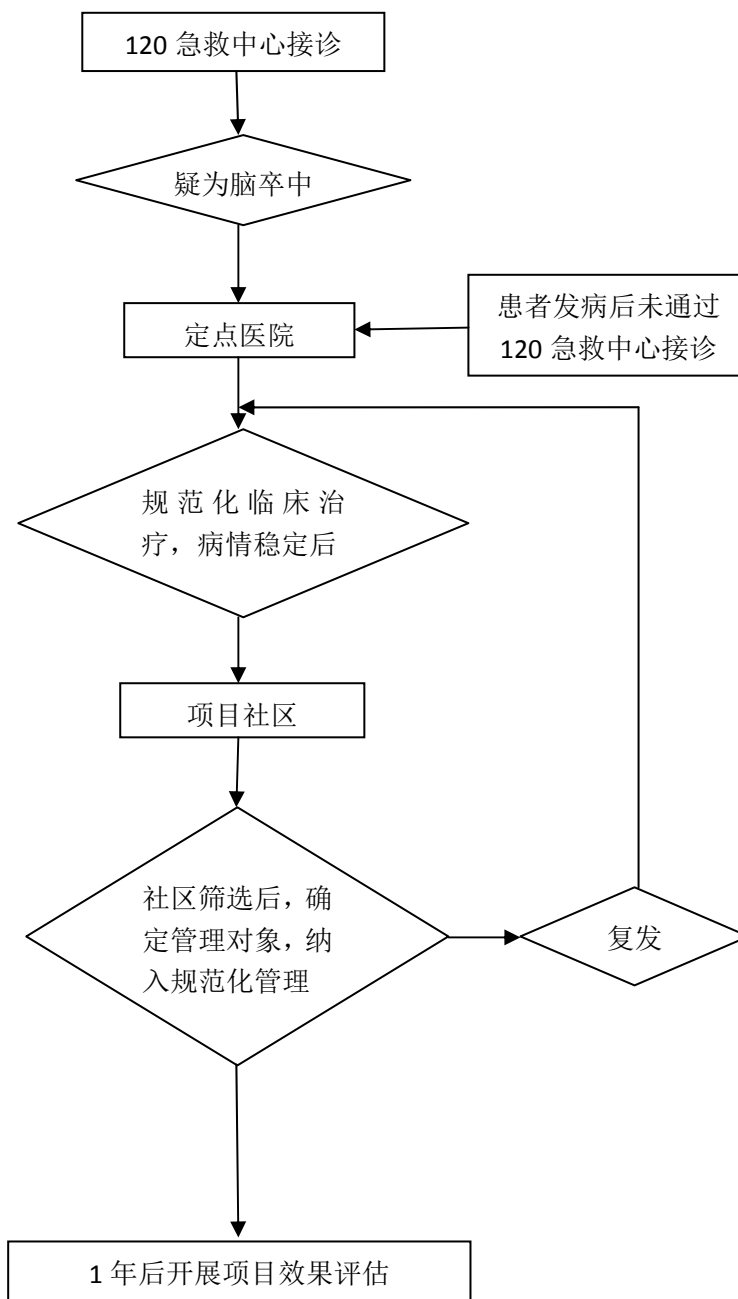 120 急救中心接诊
疑为脑卒中
定点医院
患者发病后未通过
120 急救中心接诊
规范化临床治
疗，病情稳定后
项目社区
社区筛选后，确
定管理对象，纳
入规范化管理
复发
1 年后开展项目效果评估